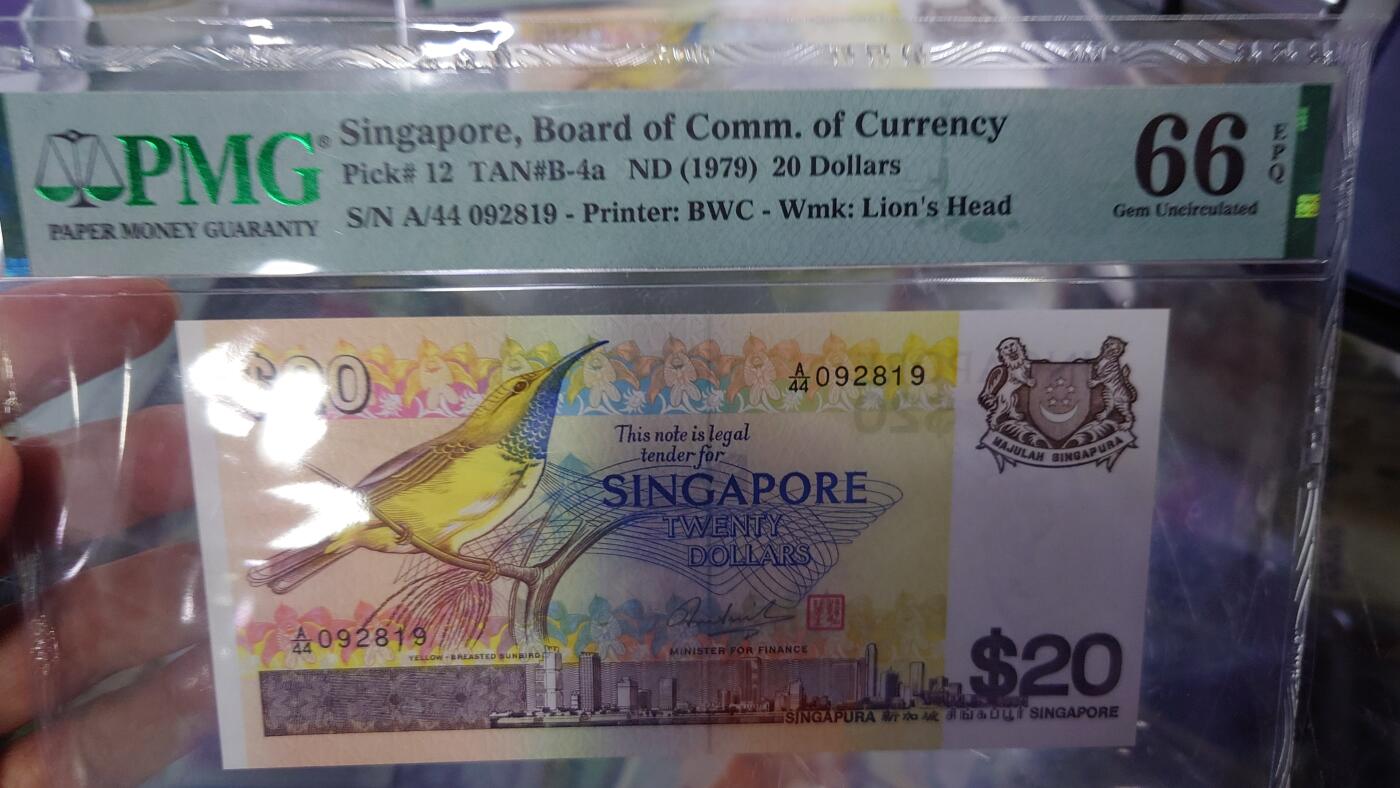 PMG®
PAPER MONEY GUARANTY
Singapore, Board of Comm. of Currency
Pick# 12 TAN#B-4a ND (1979) 20 Dollars
S/N A/44 092819 - Printer: BWC - Wmk: Lion's Head
66 EPQ
Gem Uncirculated
$20
A/44 092819
This note is legal
tender for
SINGAPORE
TWENTY
DOLLARS
MAJULAH SINGAPURA
A/44 092819
YELLOW-BREASTED SUNBIRD
MINISTER FOR FINANCE
$20
SINGAPURA 新加坡 சிங்கப்பூர் SINGAPORE